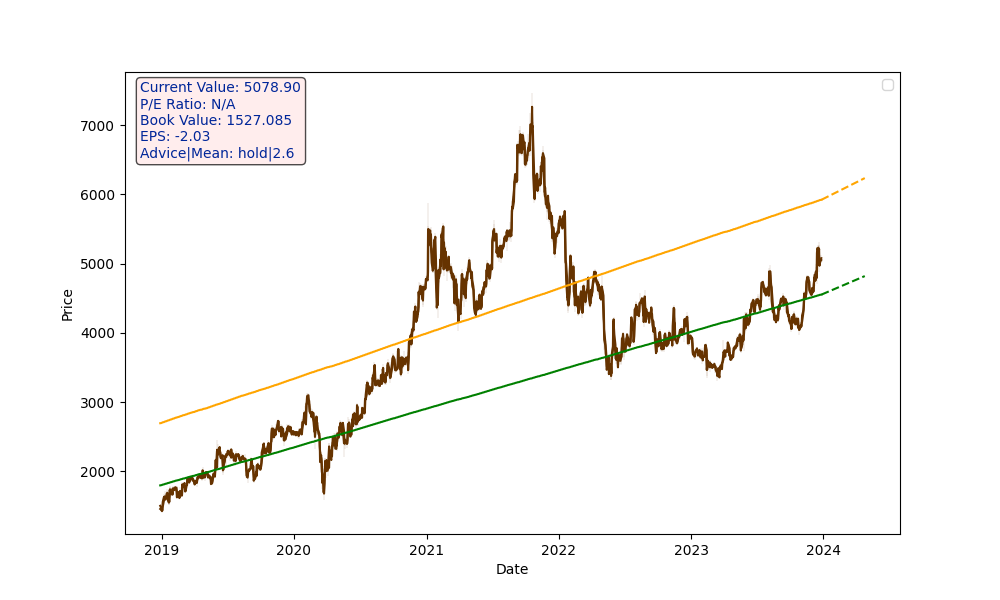 Current Value: 5078.90
P/E Ratio: N/A
Book Value: 1527.085
EPS: -2.03
Advice|Mean: hold|2.6
7000
6000
5000
4000
3000
2000
Price
2019 2020 2021 2022 2023 2024
Date